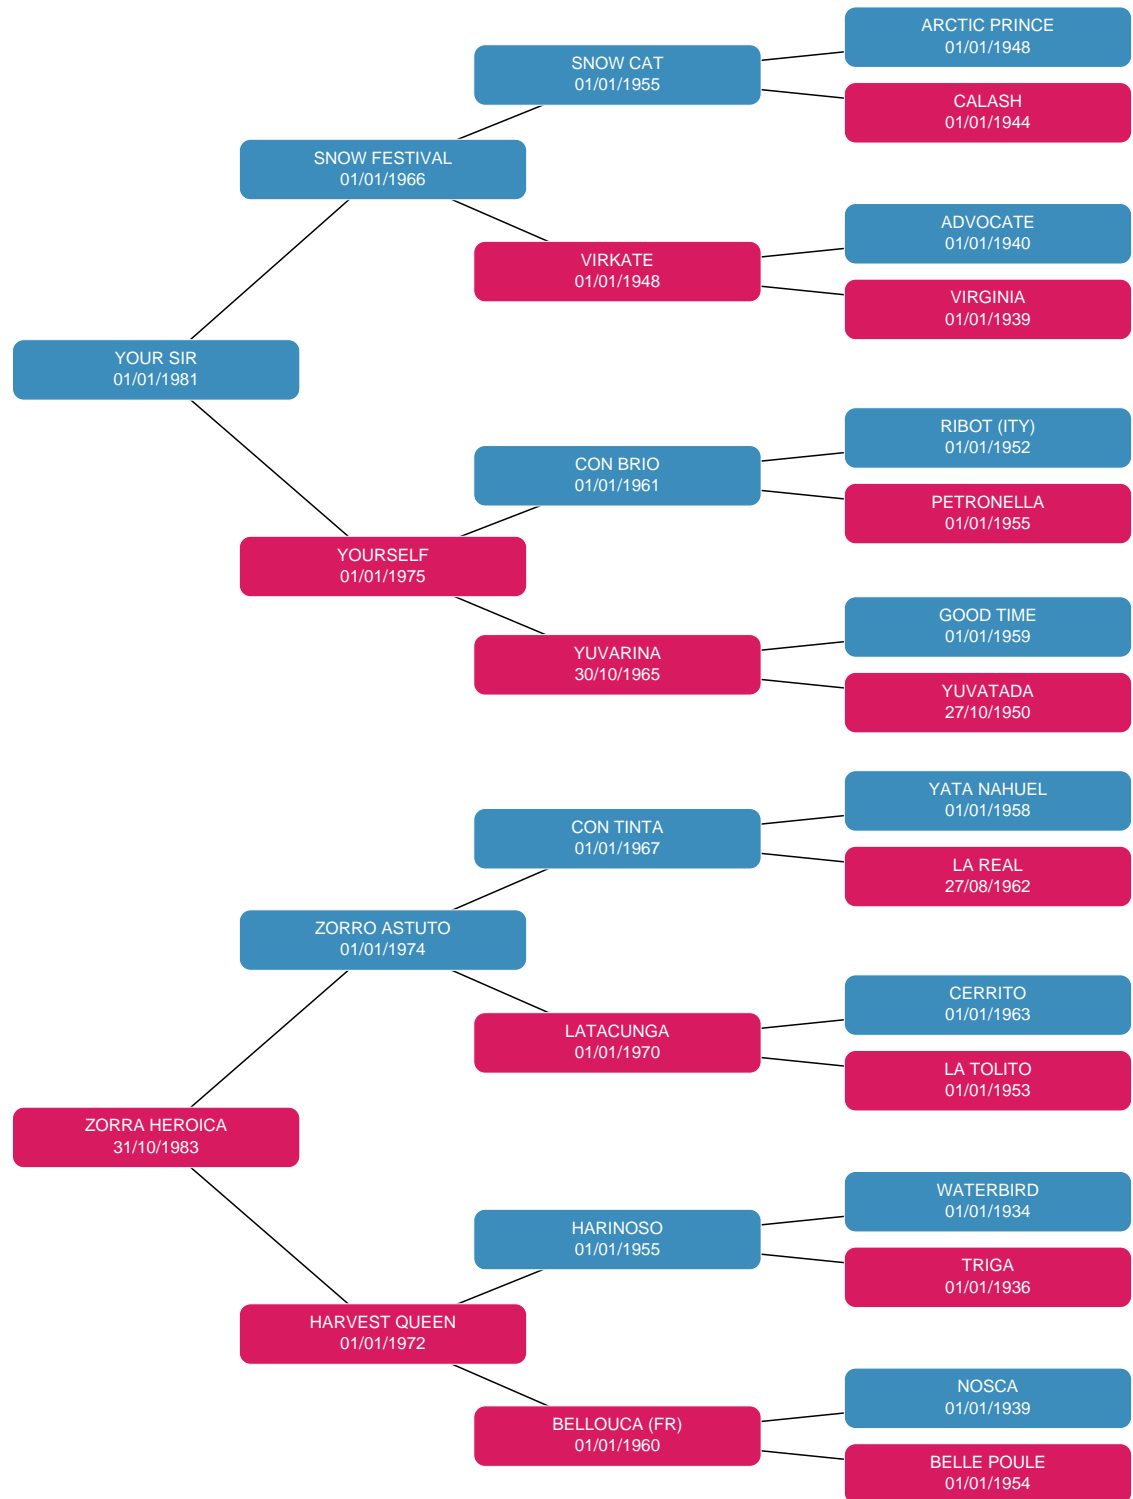 ARCTIC PRINCE
01/01/1948
SNOW CAT
01/01/1955
CALASH
01/01/1944
SNOW FESTIVAL
01/01/1966
ADVOCATE
01/01/1940
VIRKATE
01/01/1948
VIRGINIA
01/01/1939
YOUR SIR
01/01/1981
RIBOT (ITY)
01/01/1952
CON BRIO
01/01/1961
PETRONELLA
01/01/1955
YOURSELF
01/01/1975
GOOD TIME
01/01/1959
YUVARINA
30/10/1965
YUVATADA
27/10/1950
YATA NAHUEL
01/01/1958
CON TINTA
01/01/1967
LA REAL
27/08/1962
ZORRO ASTUTO
01/01/1974
CERRITO
01/01/1963
LATACUNGA
01/01/1970
LA TOLITO
01/01/1953
ZORRA HEROICA
31/10/1983
WATERBIRD
01/01/1934
HARINOSO
01/01/1955
TRIGA
01/01/1936
HARVEST QUEEN
01/01/1972
NOSCA
01/01/1939
BELLOUCA (FR)
01/01/1960
BELLE POULE
01/01/1954